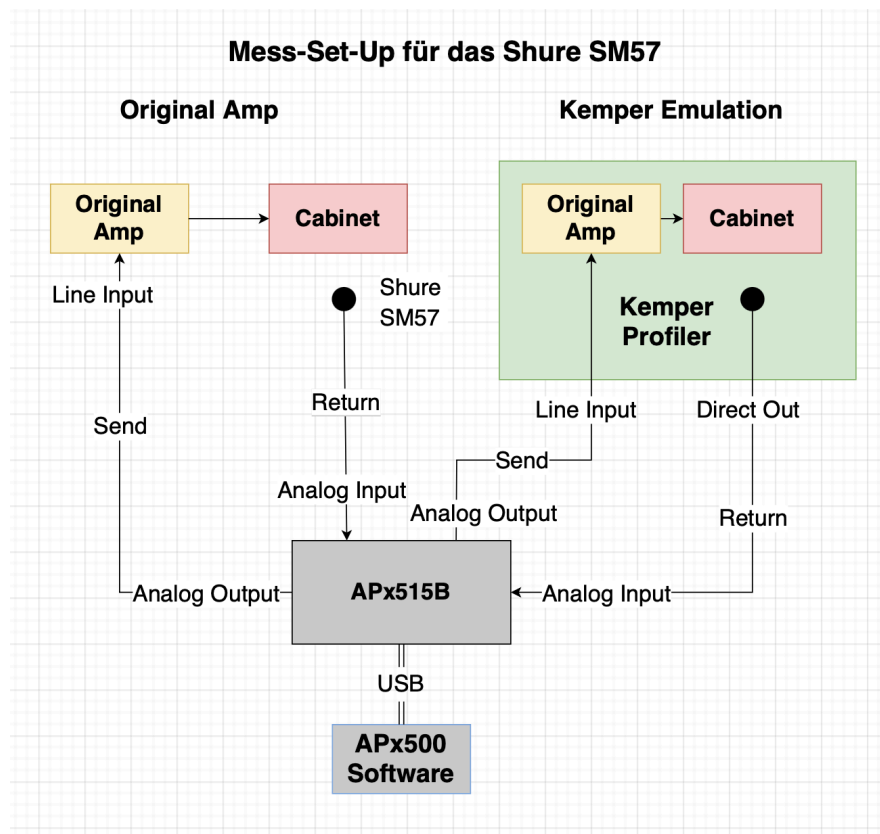 Mess-Set-Up für das Shure SM57
Original Amp
Kemper Emulation
Original
Amp
Cabinet
Original
Amp
Cabinet
Line Input
Shure
SM57
Kemper
Profiler
Return
Line Input
Direct Out
Send
Send
Analog Input
Analog Output
Return
Analog Output
APx515B
Analog Input
USB
APx500
Software